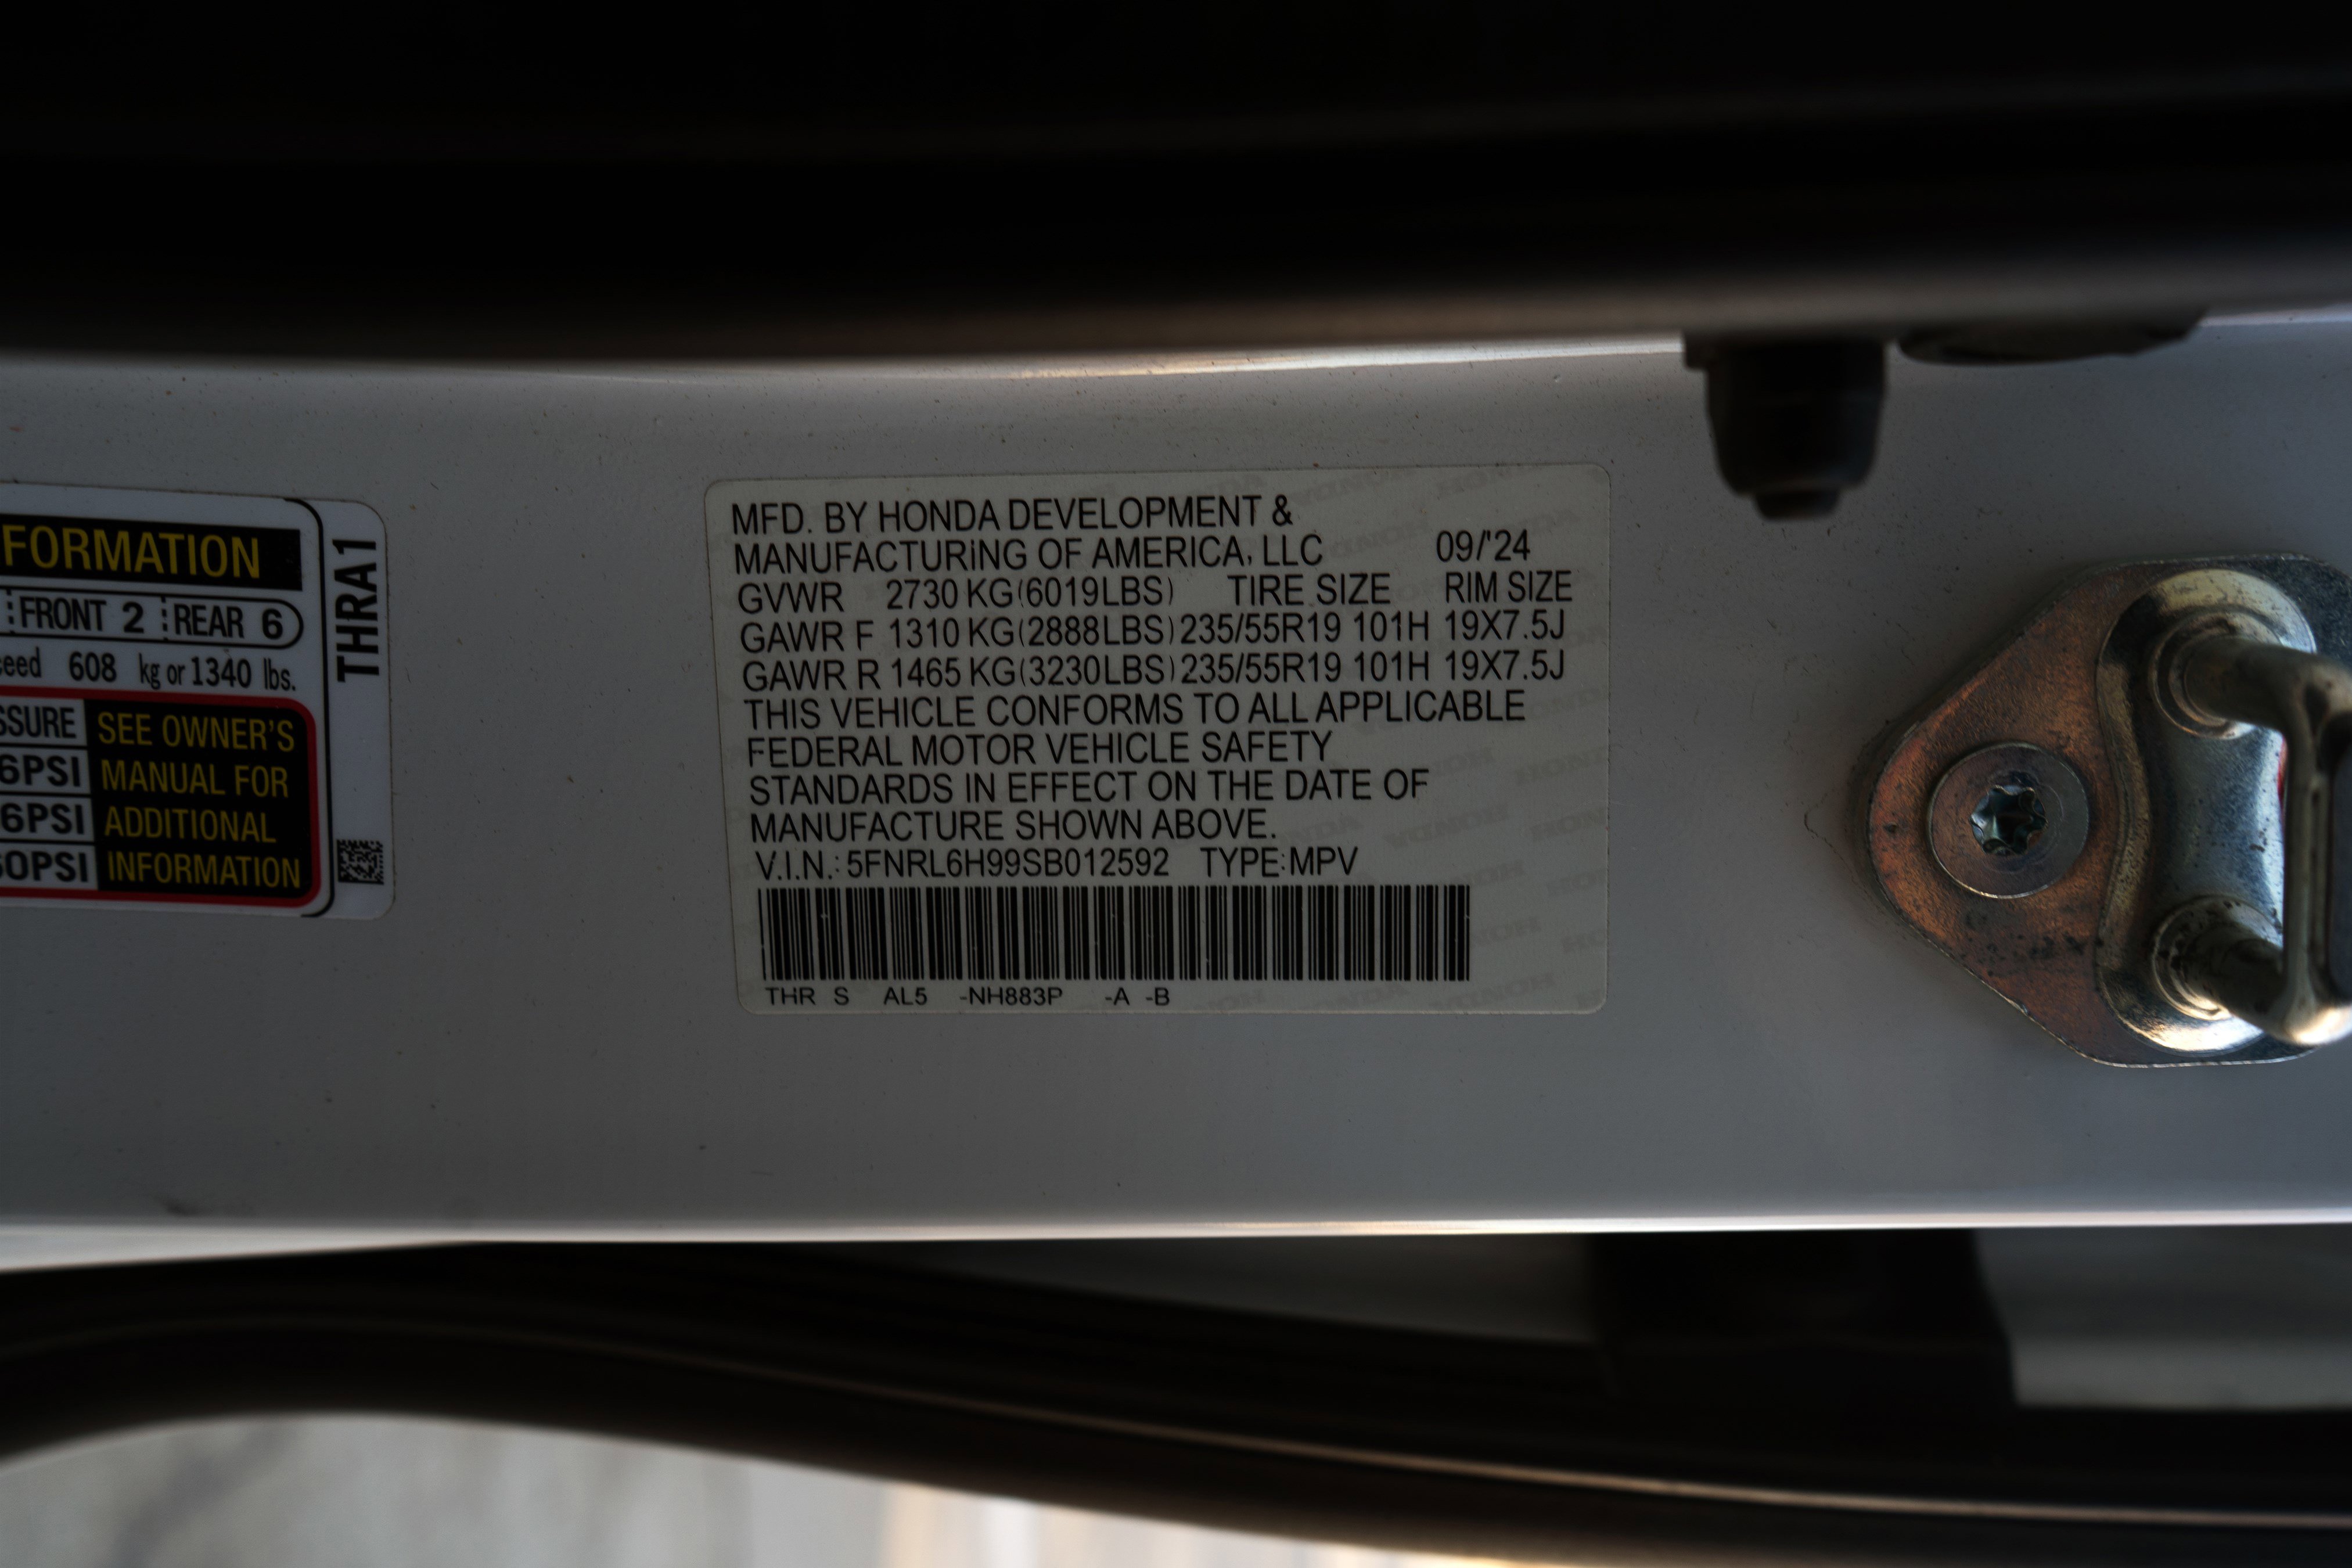 FORMATION
FRONT 2 REAR 6
608 kg or 1340 lbs.
SEE OWNER'S
6PSI MANUAL FOR
6PSI ADDITIONAL
INFORMATION
THRA1
MFD. BY HONDA DEVELOPMENT &
MANUFACTURING OF AMERICA, LLC 09/'24
GVWR 2730 KG(6019LBS) TIRE SIZE RIM SIZE
GAWR F 1310 KG(2888LBS) 235/55R19 101H 19X7.5J
GAWR R 1465 KG(3230LBS) 235/55R19 101H 19X7.5J
THIS VEHICLE CONFORMS TO ALL APPLICABLE
FEDERAL MOTOR VEHICLE SAFETY
STANDARDS IN EFFECT ON THE DATE OF
MANUFACTURE SHOWN ABOVE.
V.I.N.: 5FNRL6H99SB012592 TYPE:MPV
THR S AL5 -NH883P -A -B